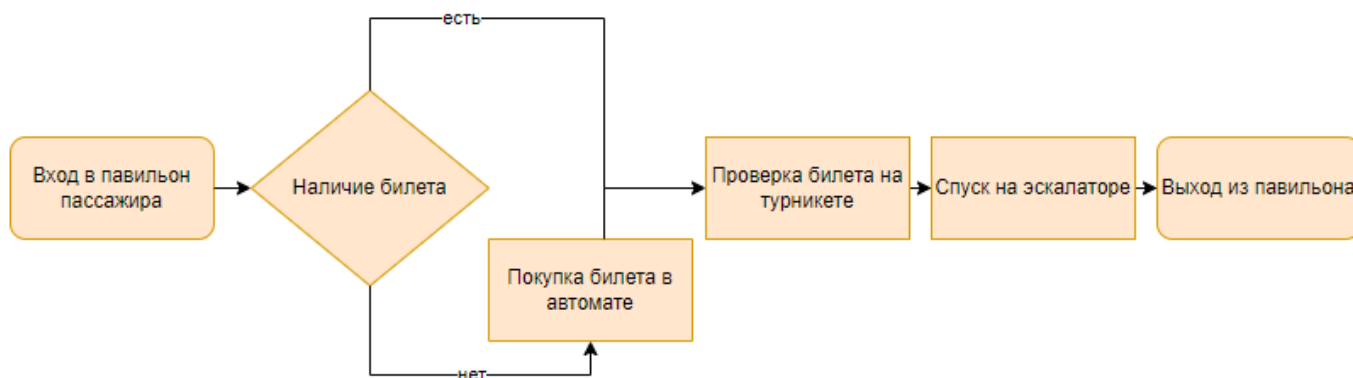 есть
Вход в павильон
пассажира
Наличие билета
Проверка билета на
турникете
Спуск на эскалаторе
Выход из павильона
Покупка билета в
автомате
нет